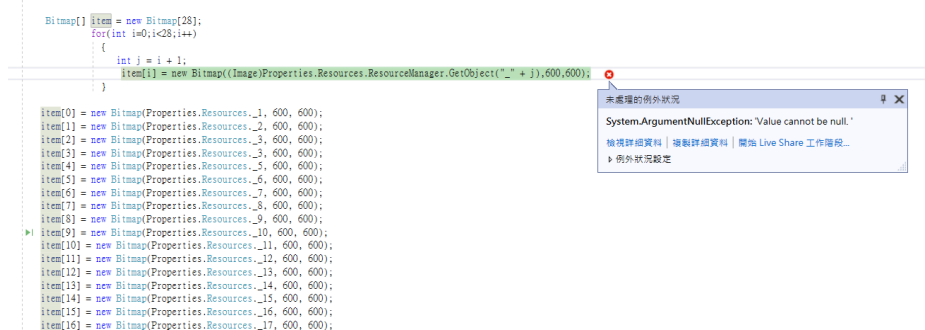 Bitmap[] item = new Bitmap[28];
for(int i=0;i<28;i++)
{
int j = i + 1;
item[i] = new Bitmap((Image)Properties.Resources.ResourceManager.GetObject("_" + j),600,600);
}
未處理的例外狀況
System.ArgumentNullException: 'Value cannot be null. '
檢視詳細資料 | 複製詳細資料 | 開始 Live Share 工作階段...
例外狀況設定
item[0] = new Bitmap(Properties.Resources._1, 600, 600);
item[1] = new Bitmap(Properties.Resources._2, 600, 600);
item[2] = new Bitmap(Properties.Resources._3, 600, 600);
item[3] = new Bitmap(Properties.Resources._3, 600, 600);
item[4] = new Bitmap(Properties.Resources._5, 600, 600);
item[5] = new Bitmap(Properties.Resources._6, 600, 600);
item[6] = new Bitmap(Properties.Resources._7, 600, 600);
item[7] = new Bitmap(Properties.Resources._8, 600, 600);
item[8] = new Bitmap(Properties.Resources._9, 600, 600);
item[9] = new Bitmap(Properties.Resources._10, 600, 600);
item[10] = new Bitmap(Properties.Resources._11, 600, 600);
item[11] = new Bitmap(Properties.Resources._12, 600, 600);
item[12] = new Bitmap(Properties.Resources._13, 600, 600);
item[13] = new Bitmap(Properties.Resources._14, 600, 600);
item[14] = new Bitmap(Properties.Resources._15, 600, 600);
item[15] = new Bitmap(Properties.Resources._16, 600, 600);
item[16] = new Bitmap(Properties.Resources._17, 600, 600);